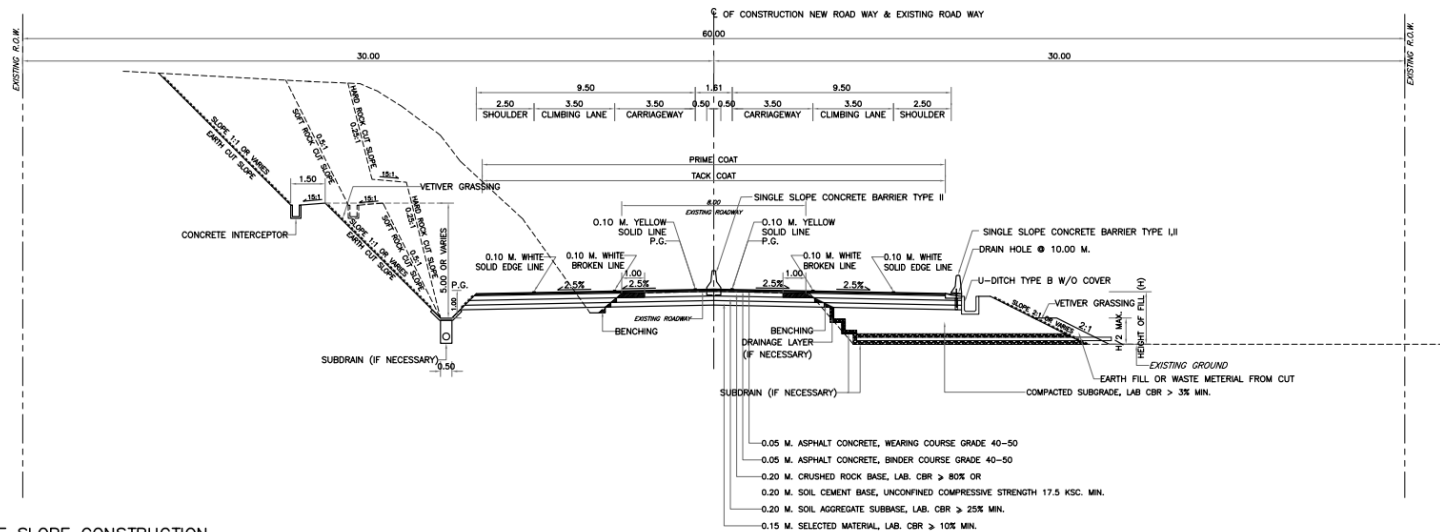 ℄ OF CONSTRUCTION NEW ROAD WAY & EXISTING ROAD WAY
60.00
30.00
30.00
EXISTING R.O.W.
EXISTING R.O.W.
9.50
1.61
9.50
2.50
3.50
3.50
0.50
0.50
3.50
3.50
2.50
SHOULDER
CLIMBING LANE
CARRIAGEWAY
CARRIAGEWAY
CLIMBING LANE
SHOULDER
PRIME COAT
TACK COAT
8.00
EXISTING ROADWAY
SINGLE SLOPE CONCRETE BARRIER TYPE II
SLOPE 1:1 OR VARIES
EARTH CUT SLOPE
0.5:1
SOFT ROCK CUT SLOPE
HARD ROCK CUT SLOPE
0.25:1
15:1
1.50
15:1
15:1
VETIVER GRASSING
CONCRETE INTERCEPTOR
SLOPE 1:1 OR VARIES
EARTH CUT SLOPE
0.5:1
SOFT ROCK CUT SLOPE
HARD ROCK CUT SLOPE
0.25:1
5.00 OR VARIES
P.G.
1.00
0.10 M. YELLOW
SOLID LINE
P.G.
0.10 M. YELLOW
SOLID LINE
P.G.
0.10 M. WHITE
SOLID EDGE LINE
0.10 M. WHITE
BROKEN LINE
0.10 M. WHITE
BROKEN LINE
0.10 M. WHITE
SOLID EDGE LINE
1.00
1.00
2.5%
2.5%
2.5%
2.5%
SINGLE SLOPE CONCRETE BARRIER TYPE I,II
DRAIN HOLE @ 10.00 M.
U-DITCH TYPE B W/O COVER
VETIVER GRASSING
SLOPE 2:1 OR VARIES
2:1
H/2 MAX.
HEIGHT OF FILL (H)
EXISTING ROADWAY
BENCHING
BENCHING
DRAINAGE LAYER
(IF NECESSARY)
SUBDRAIN (IF NECESSARY)
0.50
EXISTING GROUND
EARTH FILL OR WASTE METERIAL FROM CUT
SUBDRAIN (IF NECESSARY)
COMPACTED SUBGRADE, LAB CBR > 3% MIN.
0.05 M. ASPHALT CONCRETE, WEARING COURSE GRADE 40-50
0.05 M. ASPHALT CONCRETE, BINDER COURSE GRADE 40-50
0.20 M. CRUSHED ROCK BASE, LAB. CBR ⩾ 80% OR
0.20 M. SOIL CEMENT BASE, UNCONFINED COMPRESSIVE STRENGTH 17.5 KSC. MIN.
0.20 M. SOIL AGGREGATE SUBBASE, LAB. CBR ⩾ 25% MIN.
0.15 M. SELECTED MATERIAL, LAB. CBR ⩾ 10% MIN.
SLOPE CONSTRUCTION